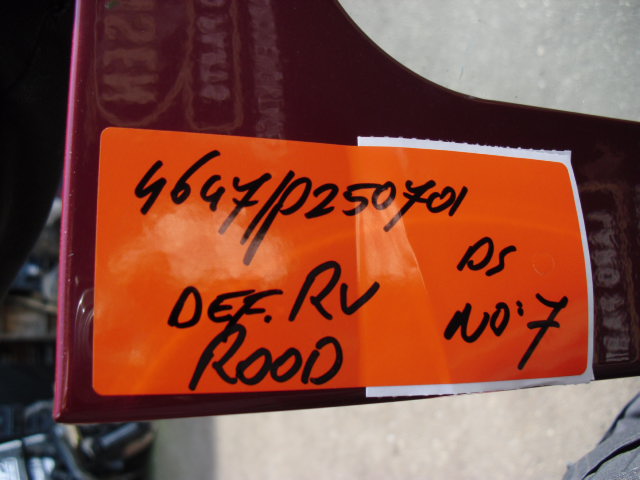 4647/P250701
DEF. RV
ROOD
DS
NO: 7